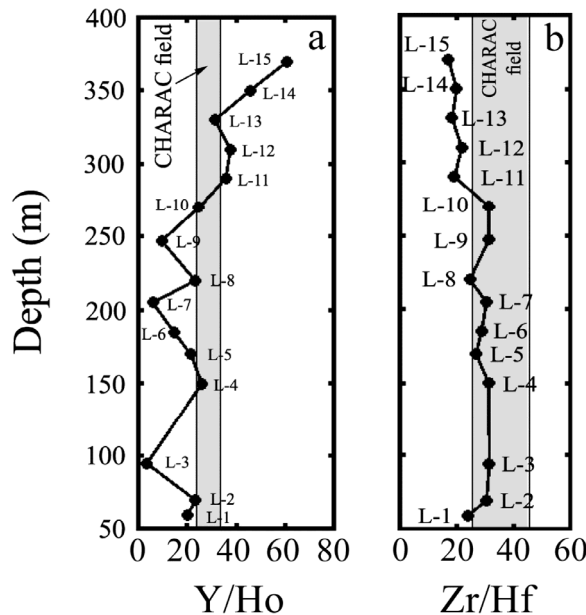 a
CHARAC field
L-15
L-14
L-13
L-12
L-11
L-10
L-9
L-8
L-7
L-6
L-5
L-4
L-3
L-2
L-1
400
350
300
250
200
150
100
50
Depth (m)
0 20 40 60 80
Y/Ho
b
CHARAC
field
L-15
L-14
L-13
L-12
L-11
L-10
L-9
L-8
L-7
L-6
L-5
L-4
L-3
L-2
L-1
0 20 40 60
Zr/Hf